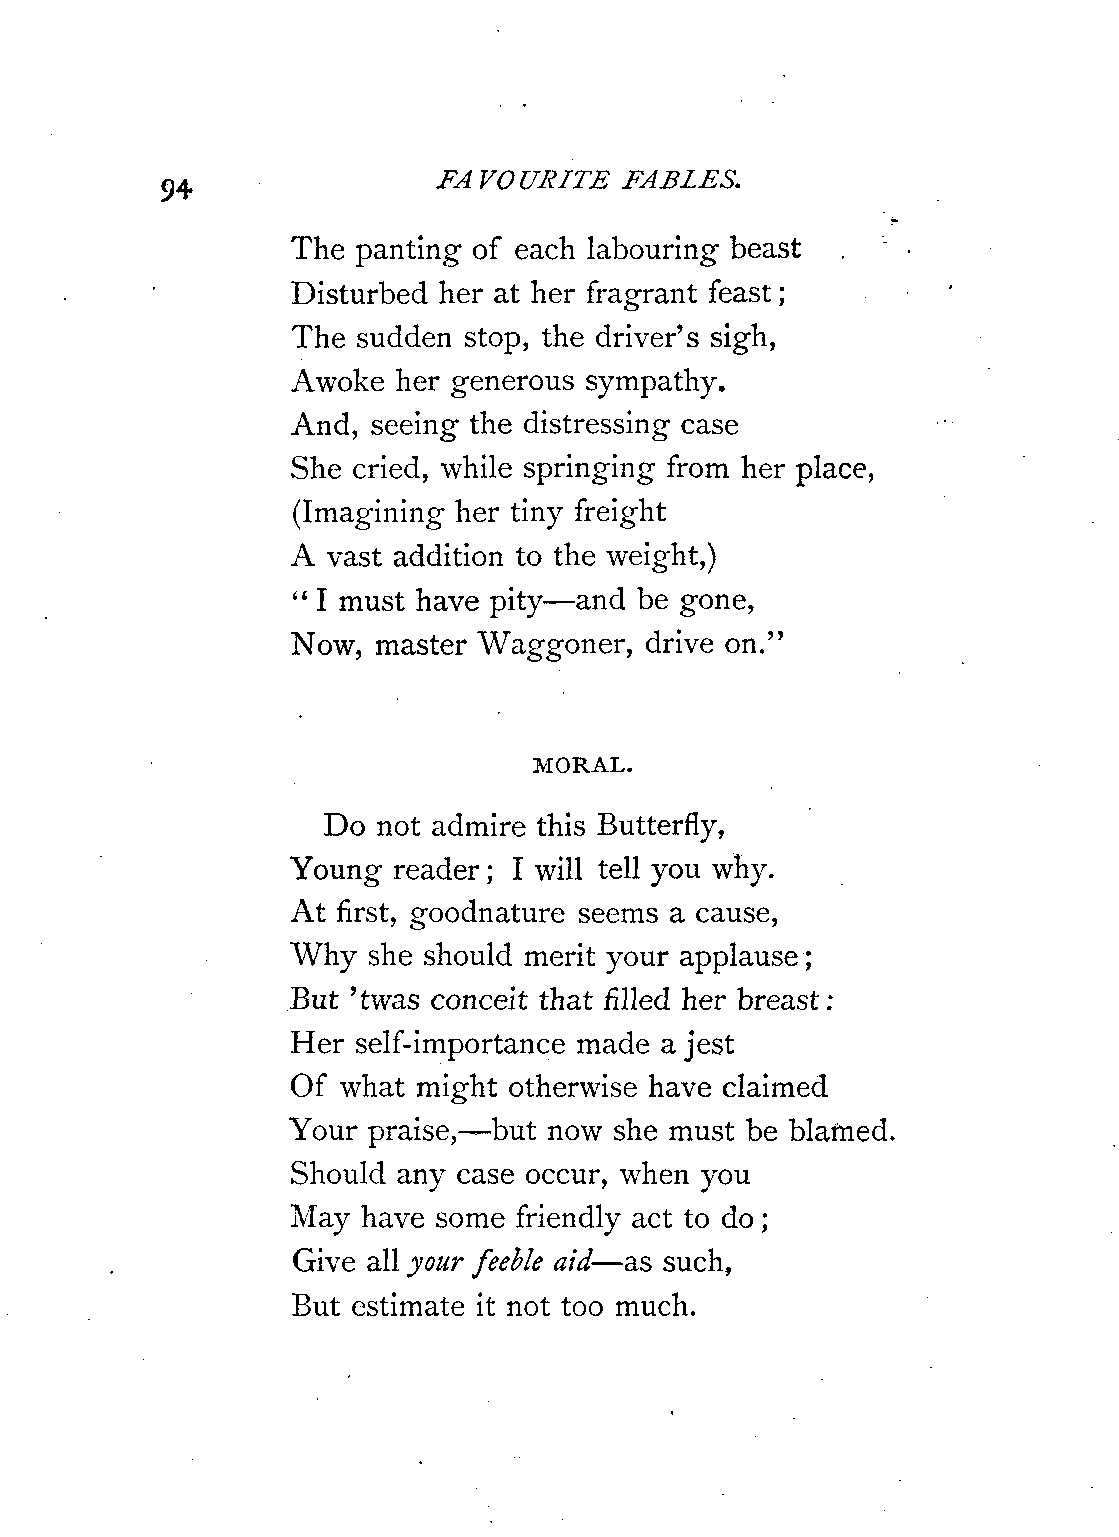 94 FAVOURITE FABLES.
The panting of each labouring beast
Disturbed her at her fragrant feast;
The sudden stop, the driver's sigh,
Awoke her generous sympathy.
And, seeing the distressing case
She cried, while springing from her place,
(Imagining her tiny freight
A vast addition to the weight,)
"I must have pity—and be gone,
Now, master Waggoner, drive on."
MORAL.
Do not admire this Butterfly,
Young reader; I will tell you why.
At first, goodnature seems a cause,
Why she should merit your applause;
But 'twas conceit that filled her breast:
Her self-importance made a jest
Of what might otherwise have claimed
Your praise,—but now she must be blamed.
Should any case occur, when you
May have some friendly act to do;
Give all your feeble aid—as such,
But estimate it not too much.